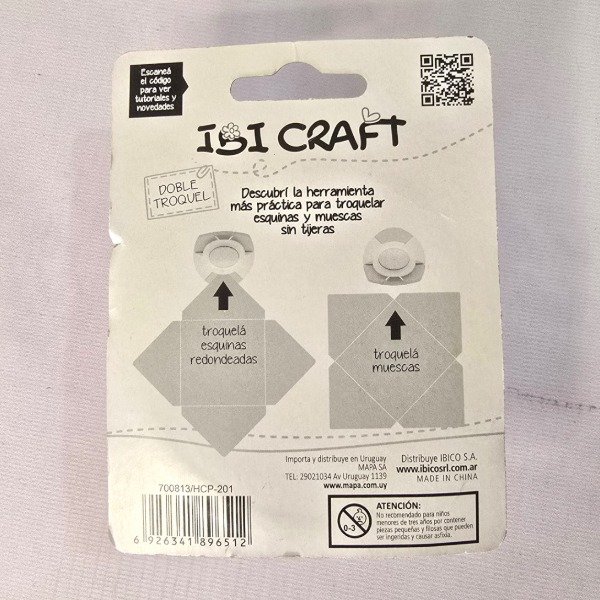 Escaneá
el código
para ver
tutoriales y
novedades
IBI CRAFT
DOBLE
TROQUEL
Descubrí la herramienta
más práctica para troquelar
esquinas y muescas
sin tijeras
troquelá
esquinas
redondeadas
troquelá
muescas
Importa y distribuye en Uruguay
MAPA SA
TEL: 29021034 Av Uruguay 1139
www.mapa.com.uy
Distribuye IBICO S.A.
www.ibicosrl.com.ar
MADE IN CHINA
700813/HCP-201
6 926341 896512
0-3
ATENCIÓN:
No recomendado para niños
menores de tres años por contener
piezas pequeñas y filosas que pueden
ser ingeridas y causar asfixia.